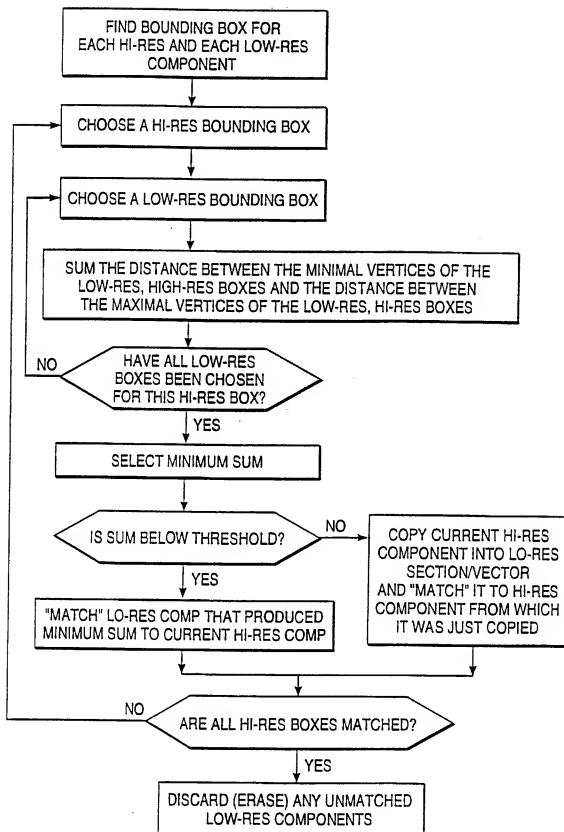 FIND BOUNDING BOX FOR
EACH HI-RES AND EACH LOW-RES
COMPONENT
CHOOSE A HI-RES BOUNDING BOX
CHOOSE A LOW-RES BOUNDING BOX
SUM THE DISTANCE BETWEEN THE MINIMAL VERTICES OF THE
LOW-RES, HIGH-RES BOXES AND THE DISTANCE BETWEEN
THE MAXIMAL VERTICES OF THE LOW-RES, HI-RES BOXES
NO
HAVE ALL LOW-RES
BOXES BEEN CHOSEN
FOR THIS HI-RES BOX?
YES
SELECT MINIMUM SUM
IS SUM BELOW THRESHOLD?
NO
COPY CURRENT HI-RES
COMPONENT INTO LO-RES
SECTION/VECTOR
AND "MATCH" IT TO HI-RES
COMPONENT FROM WHICH
IT WAS JUST COPIED
YES
"MATCH" LO-RES COMP THAT PRODUCED
MINIMUM SUM TO CURRENT HI-RES COMP
NO
ARE ALL HI-RES BOXES MATCHED?
YES
DISCARD (ERASE) ANY UNMATCHED
LOW-RES COMPONENTS